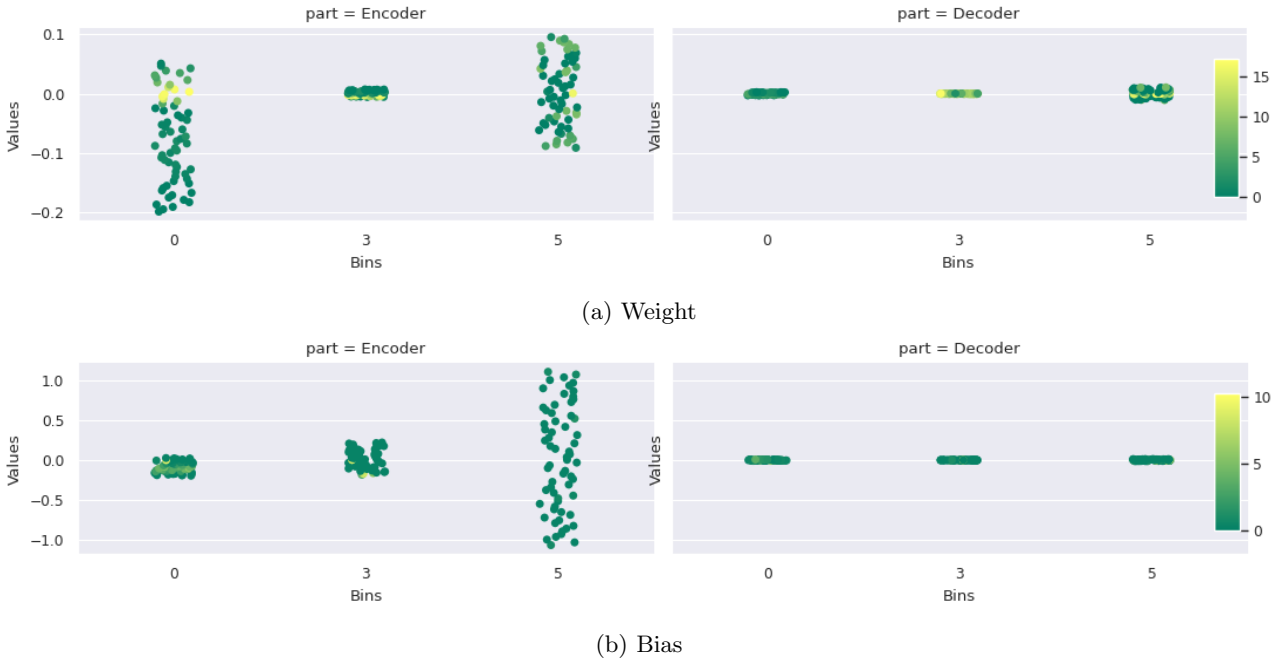 part = Encoder
part = Decoder
Values
0.1
0.0
−0.1
−0.2
0
3
5
Bins
Values
0
3
5
Bins
15
10
5
0
(a) Weight
part = Encoder
part = Decoder
Values
1.0
0.5
0.0
−0.5
−1.0
0
3
5
Bins
Values
0
3
5
Bins
10
5
0
(b) Bias